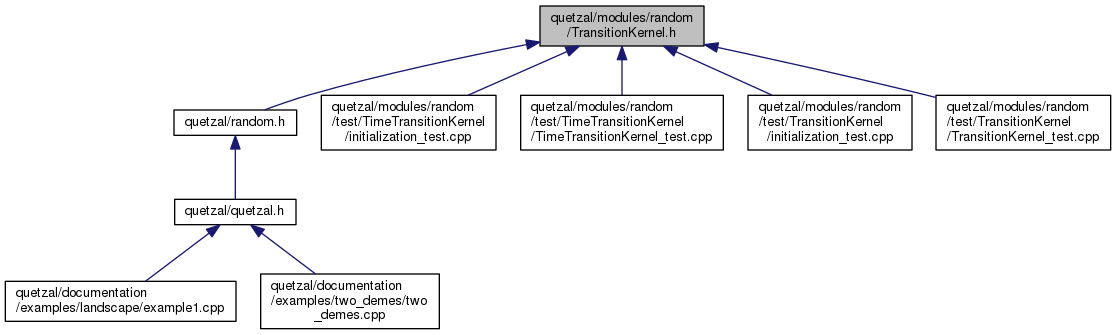 quetzal/modules/random
/TransitionKernel.h
quetzal/random.h
quetzal/modules/random
/test/TimeTransitionKernel
/initialization_test.cpp
quetzal/modules/random
/test/TimeTransitionKernel
/TimeTransitionKernel_test.cpp
quetzal/modules/random
/test/TransitionKernel
/initialization_test.cpp
quetzal/modules/random
/test/TransitionKernel
/TransitionKernel_test.cpp
quetzal/quetzal.h
quetzal/documentation
/examples/landscape/example1.cpp
quetzal/documentation
/examples/two_demes/two
_demes.cpp